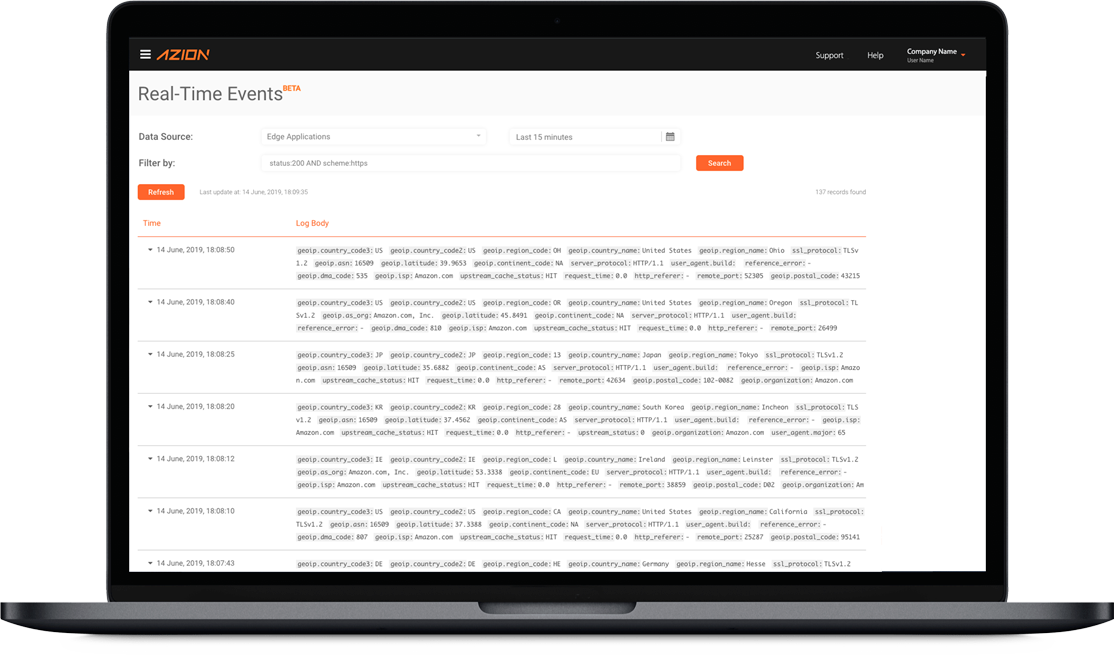 AZION
Support Help Company Name
User Name
Real-Time Events BETA
Data Source: Edge Applications Last 15 minutes
Filter by: status:200 AND scheme:https Search
Refresh Last update at: 14 June, 2019, 18:09:35 137 records found
Time Log Body
14 June, 2019, 18:08:50 geoip.country_code3: US geoip.country_code2: US geoip.region_code: OH geoip.country_name: United States geoip.region_name: Ohio ssl_protocol: TLSv
1.2 geoip.asn: 16509 geoip.latitude: 39.9653 geoip.continent_code: NA server_protocol: HTTP/1.1 user_agent.build: reference_error: -
geoip.dma_code: 535 geoip.isp: Amazon.com upstream_cache_status: HIT request_time: 0.0 http_referer: - remote_port: 52305 geoip.postal_code: 43215
14 June, 2019, 18:08:40 geoip.country_code3: US geoip.country_code2: US geoip.region_code: OR geoip.country_name: United States geoip.region_name: Oregon ssl_protocol: TL
Sv1.2 geoip.as_org: Amazon.com, Inc. geoip.latitude: 45.8491 geoip.continent_code: NA server_protocol: HTTP/1.1 user_agent.build:
reference_error: - geoip.dma_code: 810 geoip.isp: Amazon.com upstream_cache_status: HIT request_time: 0.0 http_referer: - remote_port: 26499
14 June, 2019, 18:08:25 geoip.country_code3: JP geoip.country_code2: JP geoip.region_code: 13 geoip.country_name: Japan geoip.region_name: Tokyo ssl_protocol: TLSv1.2
geoip.asn: 16509 geoip.latitude: 35.6882 geoip.continent_code: AS server_protocol: HTTP/1.1 user_agent.build: reference_error: - geoip.isp: Amazo
n.com upstream_cache_status: HIT request_time: 0.0 http_referer: - remote_port: 42634 geoip.postal_code: 102-0082 geoip.organization: Amazon.com
14 June, 2019, 18:08:20 geoip.country_code3: KR geoip.country_code2: KR geoip.region_code: 28 geoip.country_name: South Korea geoip.region_name: Incheon ssl_protocol: TLS
v1.2 geoip.asn: 16509 geoip.latitude: 37.4562 geoip.continent_code: AS server_protocol: HTTP/1.1 user_agent.build: reference_error: - geoip.isp:
Amazon.com upstream_cache_status: HIT request_time: 0.0 http_referer: - upstream_status: 0 geoip.organization: Amazon.com user_agent.major: 65
14 June, 2019, 18:08:12 geoip.country_code3: IE geoip.country_code2: IE geoip.region_code: L geoip.country_name: Ireland geoip.region_name: Leinster ssl_protocol: TLSv1.2
geoip.as_org: Amazon.com, Inc. geoip.latitude: 53.3338 geoip.continent_code: EU server_protocol: HTTP/1.1 user_agent.build: reference_error: -
geoip.isp: Amazon.com upstream_cache_status: HIT request_time: 0.0 http_referer: - remote_port: 38859 geoip.postal_code: D02 geoip.organization: Am
14 June, 2019, 18:08:10 geoip.country_code3: US geoip.country_code2: US geoip.region_code: CA geoip.country_name: United States geoip.region_name: California ssl_protocol:
TLSv1.2 geoip.asn: 16509 geoip.latitude: 37.3388 geoip.continent_code: NA server_protocol: HTTP/1.1 user_agent.build: reference_error: -
geoip.dma_code: 807 geoip.isp: Amazon.com upstream_cache_status: HIT request_time: 0.0 http_referer: - remote_port: 25287 geoip.postal_code: 95141
14 June, 2019, 18:07:43 geoip.country_code3: DE geoip.country_code2: DE geoip.region_code: HE geoip.country_name: Germany geoip.region_name: Hesse ssl_protocol: TLSv1.2